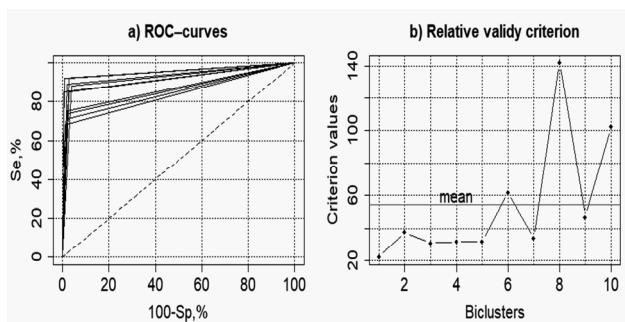 a) ROC–curves
Se,%
80
60
40
20
0
0 20 40 60 80 100
100-Sp,%
b) Relative validy criterion
Criterion values
140
100
60
20
mean
2 4 6 8 10
Biclusters